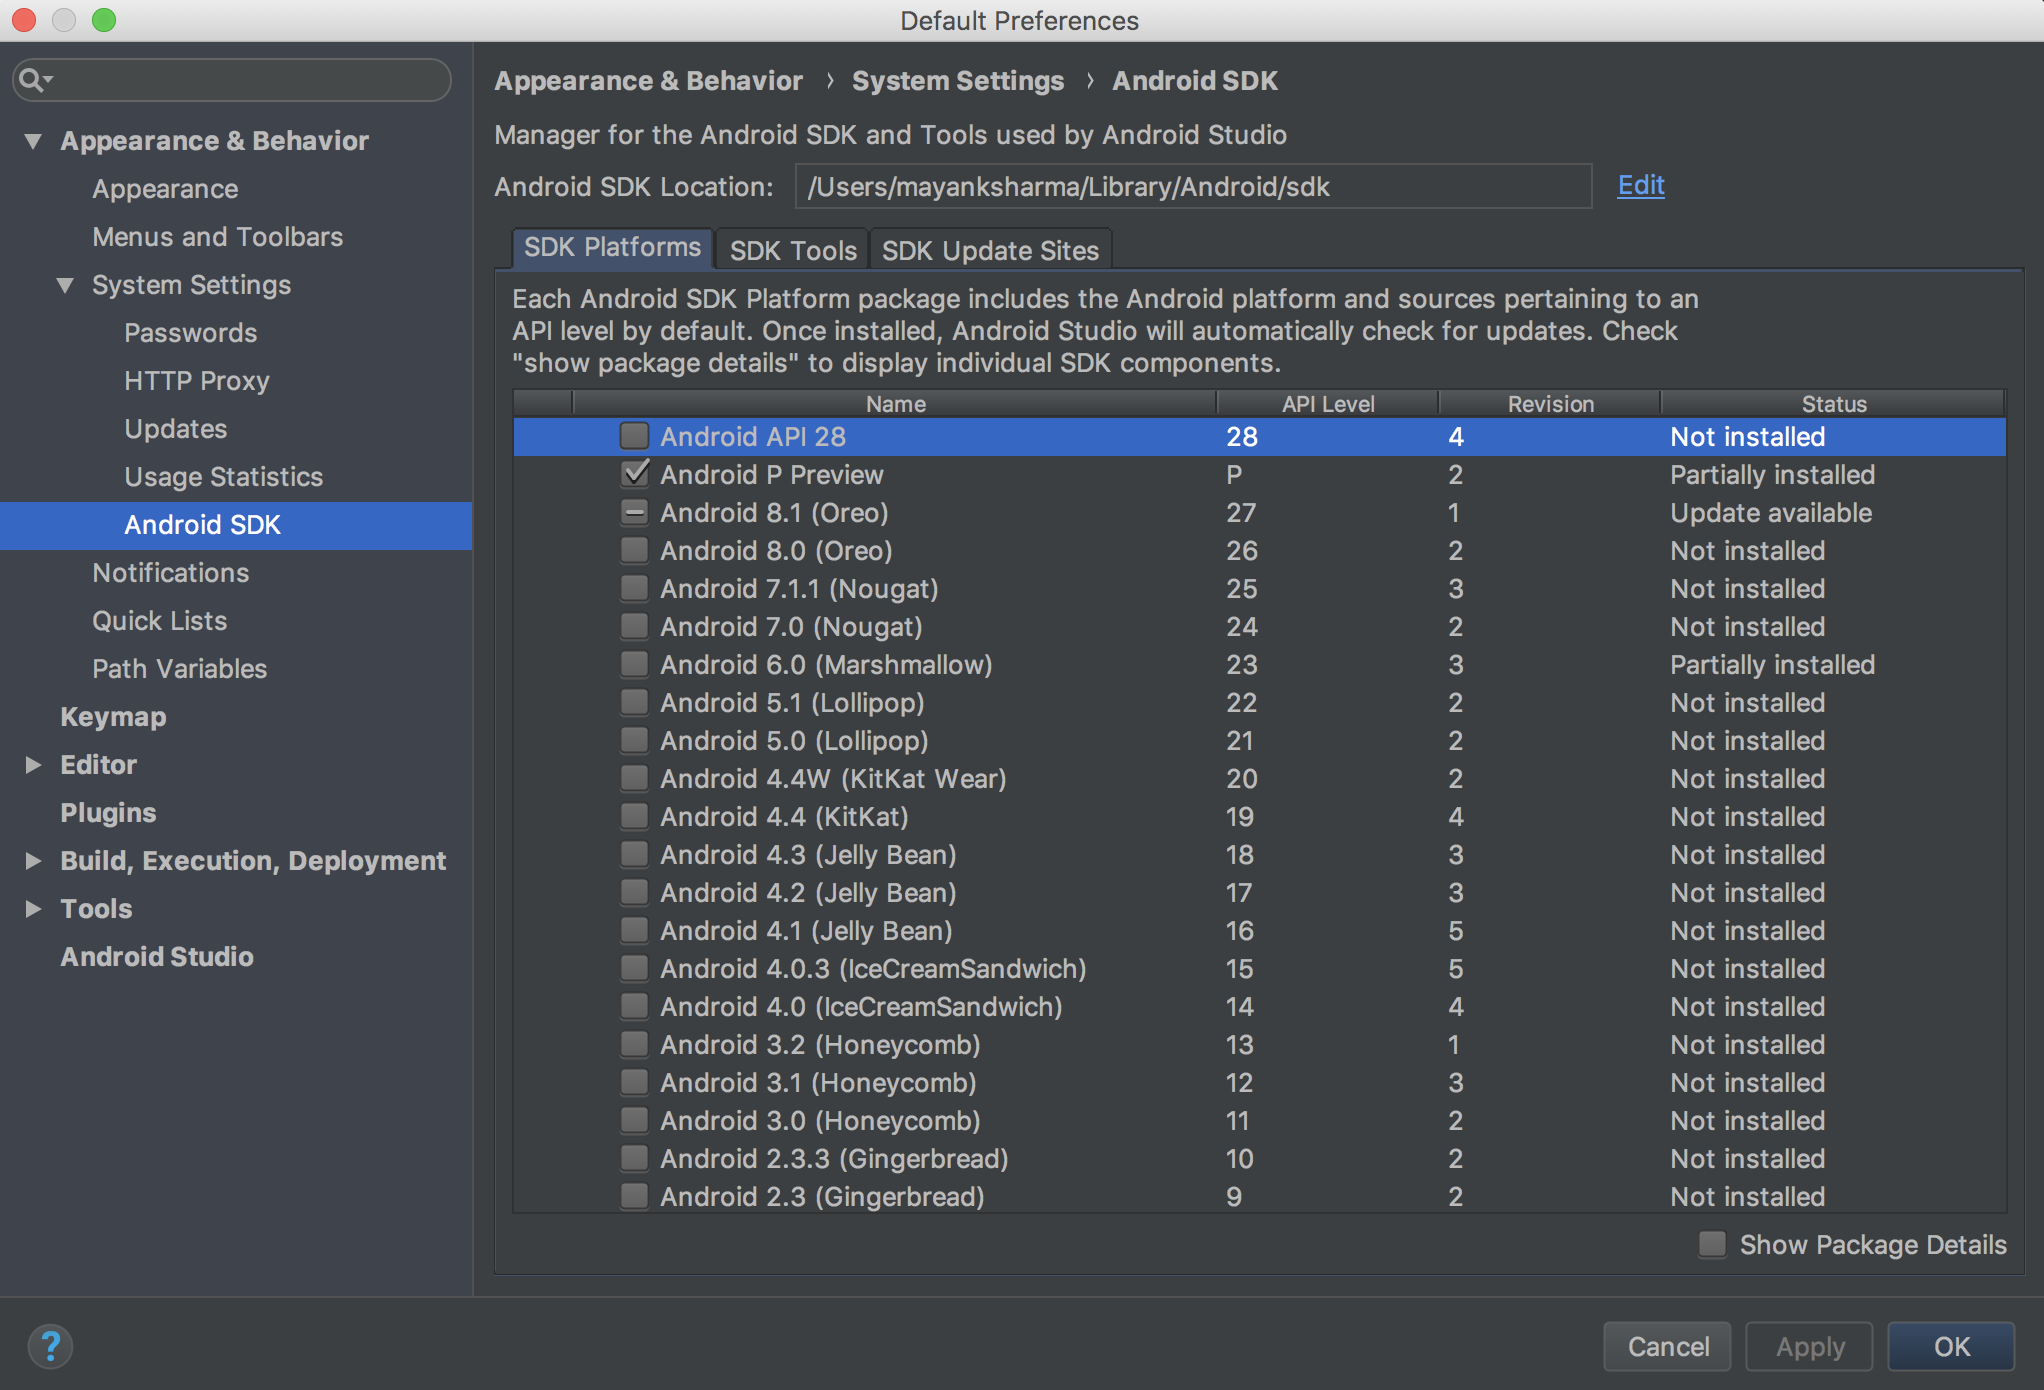 Default Preferences
Appearance & Behavior
Appearance
Menus and Toolbars
System Settings
Passwords
HTTP Proxy
Updates
Usage Statistics
Android SDK
Notifications
Quick Lists
Path Variables
Keymap
Editor
Plugins
Build, Execution, Deployment
Tools
Android Studio
Appearance & Behavior › System Settings › Android SDK
Manager for the Android SDK and Tools used by Android Studio
Android SDK Location: /Users/mayanksharma/Library/Android/sdk Edit
SDK Platforms SDK Tools SDK Update Sites
Each Android SDK Platform package includes the Android platform and sources pertaining to an
API level by default. Once installed, Android Studio will automatically check for updates. Check
"show package details" to display individual SDK components.
Name API Level Revision Status
Android API 28 28 4 Not installed
Android P Preview P 2 Partially installed
Android 8.1 (Oreo) 27 1 Update available
Android 8.0 (Oreo) 26 2 Not installed
Android 7.1.1 (Nougat) 25 3 Not installed
Android 7.0 (Nougat) 24 2 Not installed
Android 6.0 (Marshmallow) 23 3 Partially installed
Android 5.1 (Lollipop) 22 2 Not installed
Android 5.0 (Lollipop) 21 2 Not installed
Android 4.4W (KitKat Wear) 20 2 Not installed
Android 4.4 (KitKat) 19 4 Not installed
Android 4.3 (Jelly Bean) 18 3 Not installed
Android 4.2 (Jelly Bean) 17 3 Not installed
Android 4.1 (Jelly Bean) 16 5 Not installed
Android 4.0.3 (IceCreamSandwich) 15 5 Not installed
Android 4.0 (IceCreamSandwich) 14 4 Not installed
Android 3.2 (Honeycomb) 13 1 Not installed
Android 3.1 (Honeycomb) 12 3 Not installed
Android 3.0 (Honeycomb) 11 2 Not installed
Android 2.3.3 (Gingerbread) 10 2 Not installed
Android 2.3 (Gingerbread) 9 2 Not installed
Show Package Details
? Cancel Apply OK